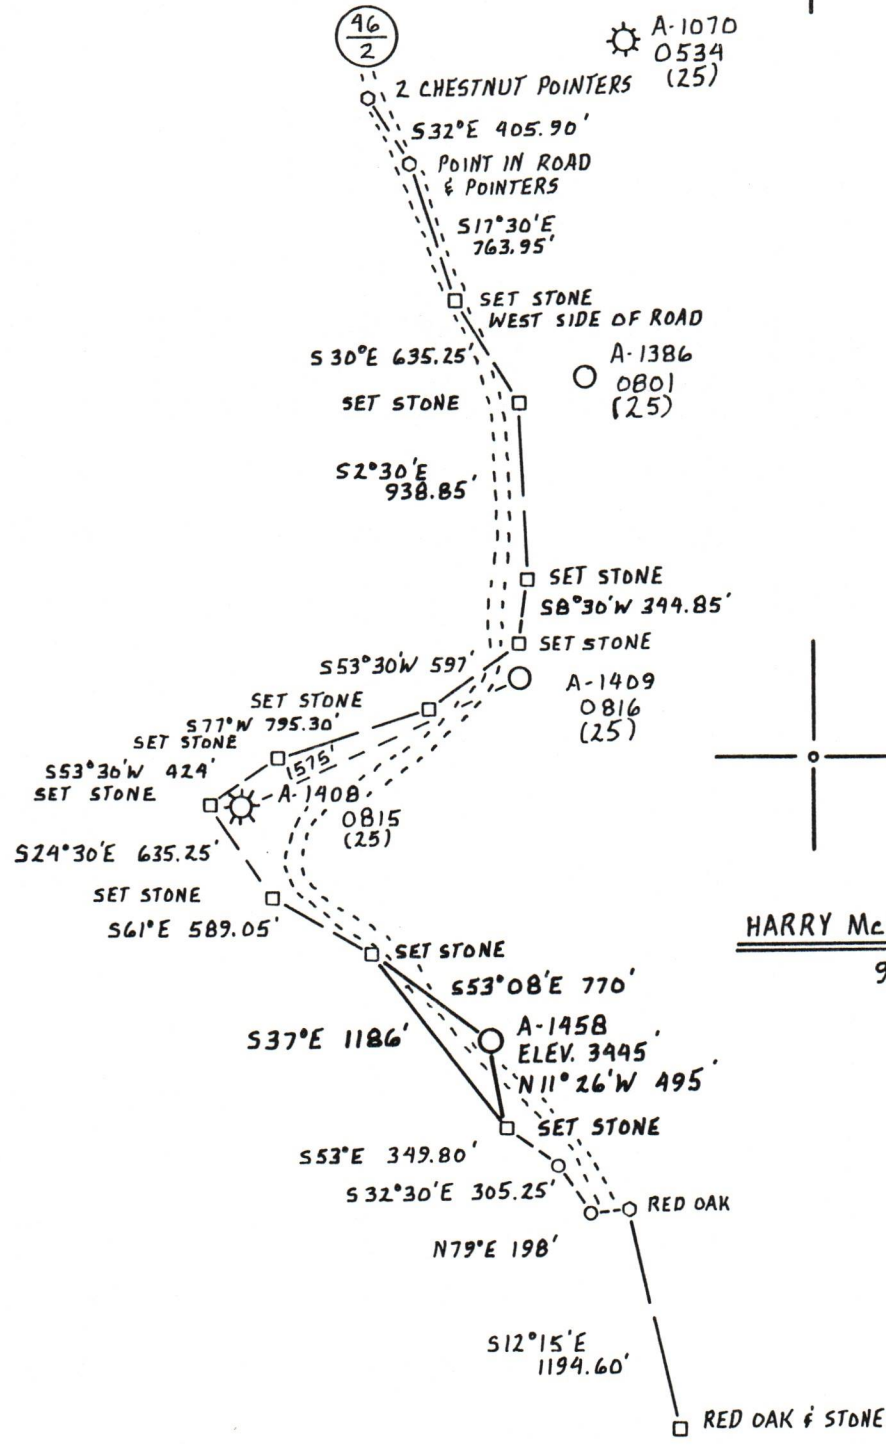 46
2
A-1070
0534
(25)
2 CHESTNUT POINTERS
S32°E 405.90'
POINT IN ROAD
& POINTERS
S17°30'E
763.95'
SET STONE
WEST SIDE OF ROAD
S30°E 635.25'
A-1386
0801
(25)
SET STONE
S2°30'E
938.85'
SET STONE
S8°30'W 344.85'
SET STONE
S53°30'W 597'
A-1409
0816
(25)
SET STONE
S77°W 795.30'
SET STONE
1575'
S53°30'W 424'
SET STONE
A-1408
0815
(25)
S24°30'E 635.25'
SET STONE
S61°E 589.05'
HARRY Mc
9
SET STONE
S53°08'E 770'
S37°E 1186'
A-1458
ELEV. 3445'
N11°26'W 495'
SET STONE
S53°E 349.80'
S32°30'E 305.25'
RED OAK
N79°E 198'
S12°15'E
1194.60'
RED OAK & STONE